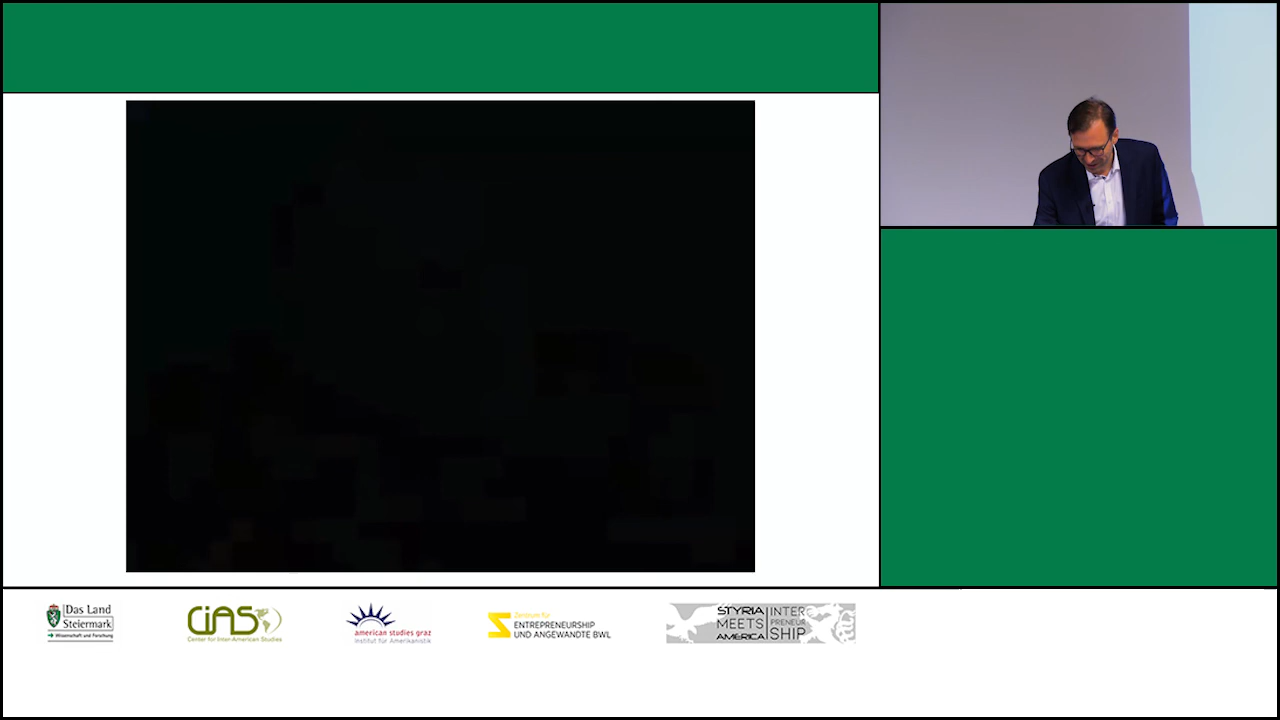 Das Land
Steiermark
Wissenschaft und Forschung
CiAS
Center for Inter-American Studies
american studies graz
Institut für Amerikanistik
Zentrum für
ENTREPRENEURSHIP
UND ANGEWANDTE BWL
STYRIA
MEETS
AMERICA
INTER
PRENEUR
SHIP